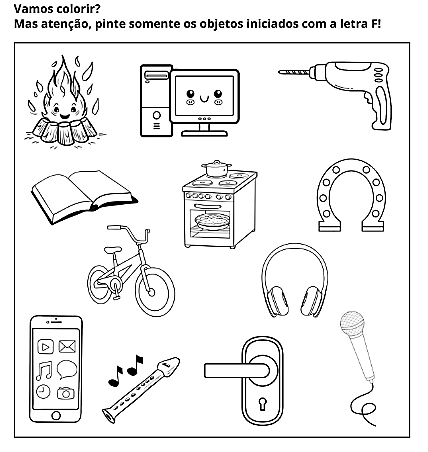 Vamos colorir?
Mas atenção, pinte somente os objetos iniciados com a letra F!